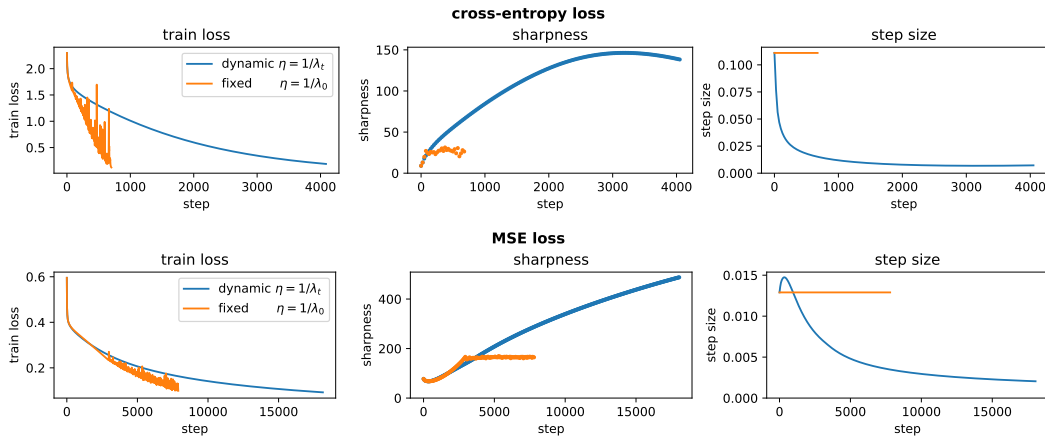 cross-entropy loss
train loss
train loss
2.0
1.5
1.0
0.5
0
1000
2000
3000
4000
step
dynamic η = 1/λt
fixed η = 1/λ0
sharpness
sharpness
150
100
50
0
0
1000
2000
3000
4000
step
step size
step size
0.100
0.075
0.050
0.025
0.000
0
1000
2000
3000
4000
step
MSE loss
train loss
train loss
0.6
0.4
0.2
0
5000
10000
15000
step
dynamic η = 1/λt
fixed η = 1/λ0
sharpness
sharpness
400
200
0
0
5000
10000
15000
step
step size
step size
0.015
0.010
0.005
0.000
0
5000
10000
15000
step